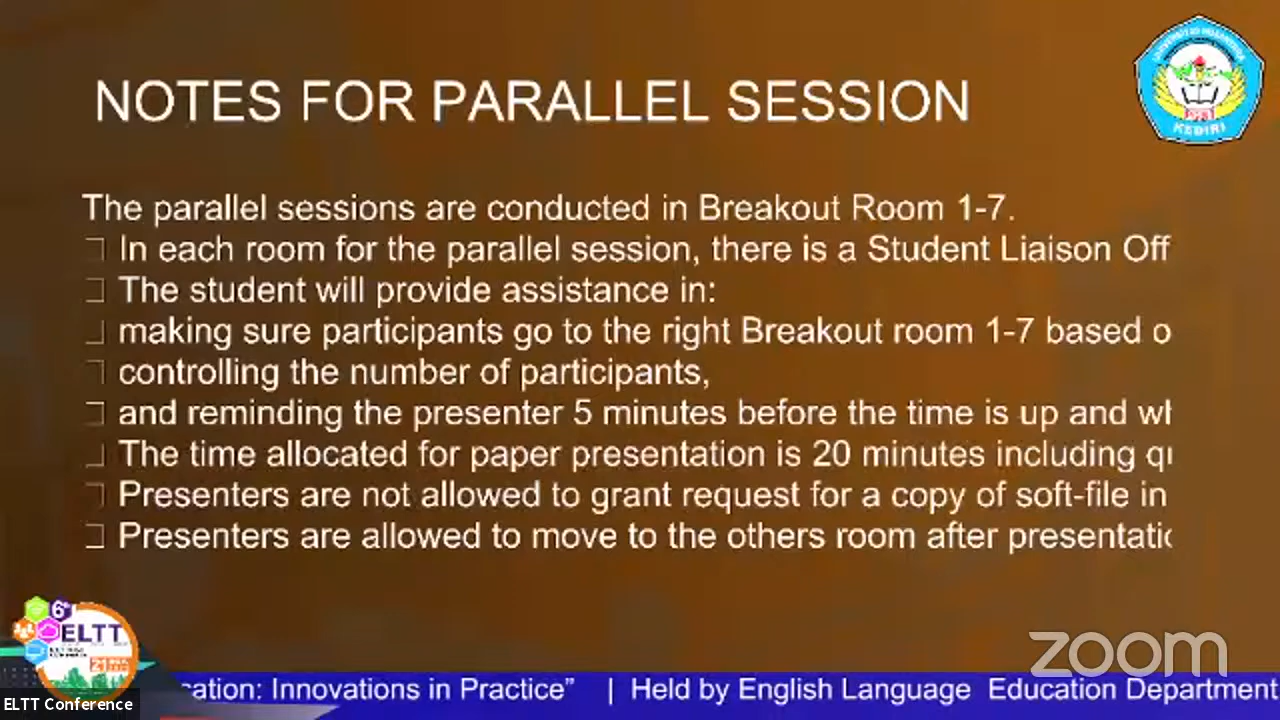 NOTES FOR PARALLEL SESSION
The parallel sessions are conducted in Breakout Room 1-7.
In each room for the parallel session, there is a Student Liaison Off
The student will provide assistance in:
making sure participants go to the right Breakout room 1-7 based o
controlling the number of participants,
and reminding the presenter 5 minutes before the time is up and wh
The time allocated for paper presentation is 20 minutes including qu
Presenters are not allowed to grant request for a copy of soft-file in
Presenters are allowed to move to the others room after presentatio
KEDIRI
6th
ELTT
zoom
cation: Innovations in Practice” | Held by English Language Education Department
ELTT Conference